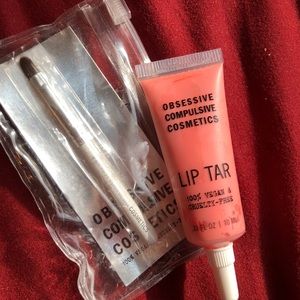 OBSESSIVE
COMPULSIVE
COSMETICS
LIP TAR
100% VEGAN &
CRUELTY-FREE
OBSESSIVE
COMPULSIVE
COSMETICS